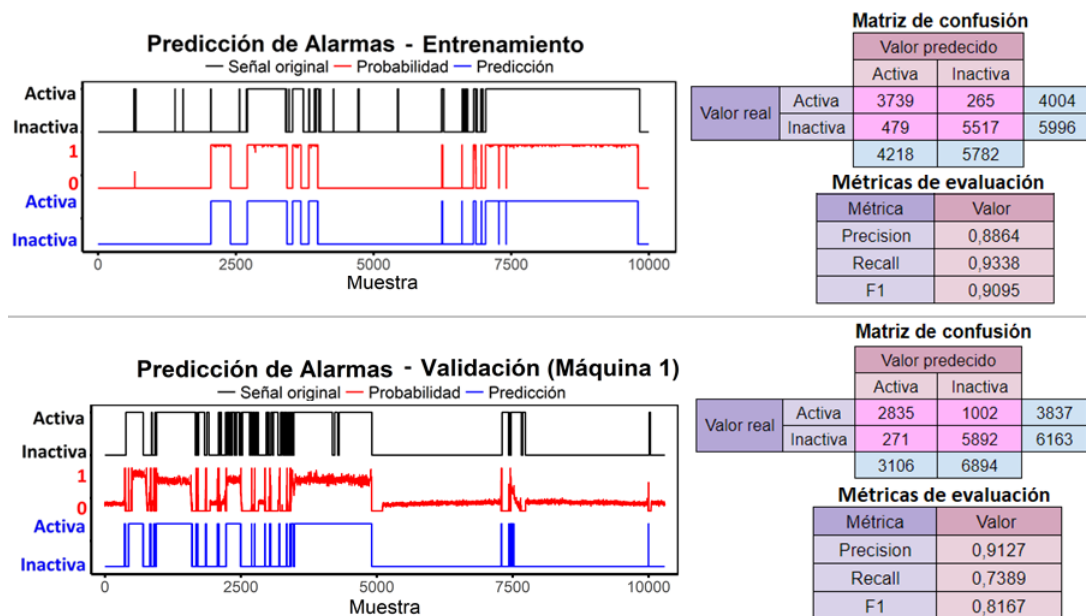 Predicción de Alarmas - Entrenamiento
Señal original Probabilidad Predicción
Activa
Inactiva
1
0
Activa
Inactiva
0 2500 5000 7500 10000
Muestra
Matriz de confusión
Valor predecido
Activa Inactiva
Valor real Activa 3739 265 4004
Inactiva 479 5517 5996
4218 5782
Métricas de evaluación
Métrica Valor
Precision 0,8864
Recall 0,9338
F1 0,9095
Predicción de Alarmas - Validación (Máquina 1)
Señal original Probabilidad Predicción
Activo
Inactiva
1
0
Activa
Inactiva
0 2500 5000 7500 10000
Muestra
Matriz de confusión
Valor predecido
Activa Inactiva
Valor real Activa 2835 1002 3837
Inactiva 271 5892 6163
3106 6894
Métricas de evaluación
Métrica Valor
Precision 0,9127
Recall 0,7389
F1 0,8167